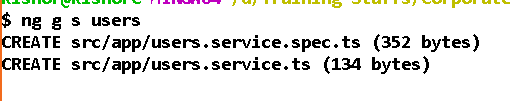 $ ng g s users
CREATE src/app/users.service.spec.ts (352 bytes)
CREATE src/app/users.service.ts (134 bytes)